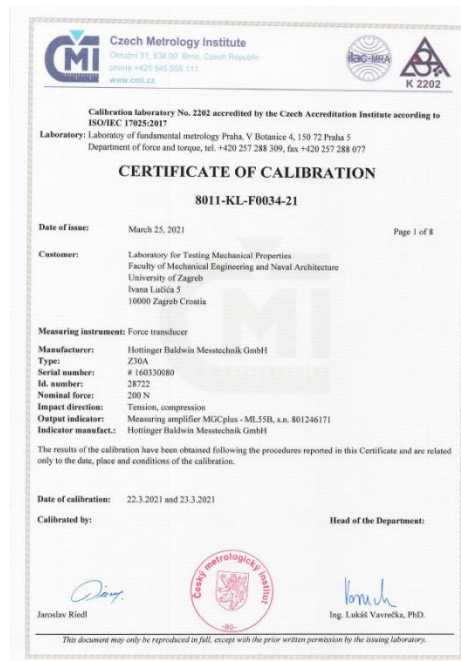 CMI
Czech Metrology Institute
Okružní 31, 638 00 Brno, Czech Republic
phone +420 545 555 111
www.cmi.cz
ilac-MRA
K 2202
Calibration laboratory No. 2202 accredited by the Czech Accreditation Institute according to
ISO/IEC 17025:2017
Laboratory: Laboratoy of fundamental metrology Praha, V Botanice 4, 150 72 Praha 5
Department of force and torque, tel. +420 257 288 309, fax +420 257 288 077
CERTIFICATE OF CALIBRATION
8011-KL-F0034-21
Date of issue: March 25, 2021 Page 1 of 8
Customer: Laboratory for Testing Mechanical Properties
Faculty of Mechanical Engineering and Naval Architecture
University of Zagreb
Ivana Lučića 5
10000 Zagreb Croatia
Measuring instrument: Force transducer
Manufacturer: Hottinger Baldwin Messtechnik GmbH
Type: Z30A
Serial number: # 160330080
Id. number: 28722
Nominal force: 200 N
Impact direction: Tension, compression
Output indicator: Measuring amplifier MGCplus - ML55B, s.n. 801246171
Indicator manufact.: Hottinger Baldwin Messtechnik GmbH
The results of the calibration have been obtained following the procedures reported in this Certificate and are related
only to the date, place and conditions of the calibration.
Date of calibration: 22.3.2021 and 23.3.2021
Calibrated by: Head of the Department:
Český metrologický institut
-80-
Jaroslav Riedl Ing. Lukáš Vavrečka, PhD.
This document may only be reproduced in full, except with the prior written permission by the issuing laboratory.